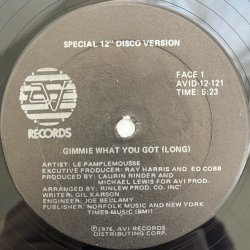 SPECIAL 12" DISCO VERSION
AVI
RECORDS
FACE 1
AVID-12-121
TIME: 5:23
GIMMIE WHAT YOU GOT (LONG)
ARTIST: LE PAMPLEMOUSSE
EXECUTIVE PRODUCER: RAY HARRIS and ED COBB
PRODUCED BY: LAURIN RINDER and
MICHAEL LEWIS FOR AVI PROD.
ARRANGED BY: RINLEW PROD. CO. INC'
WRITER: GIL KARSON
ENGINEER: JOE BELLAMY
PUBLISHER: NORFOLK MUSIC AND NEW YORK
TIMES MUSIC (BMI)
©1976, AVI RECORDS
DISTRIBUTING CORP.